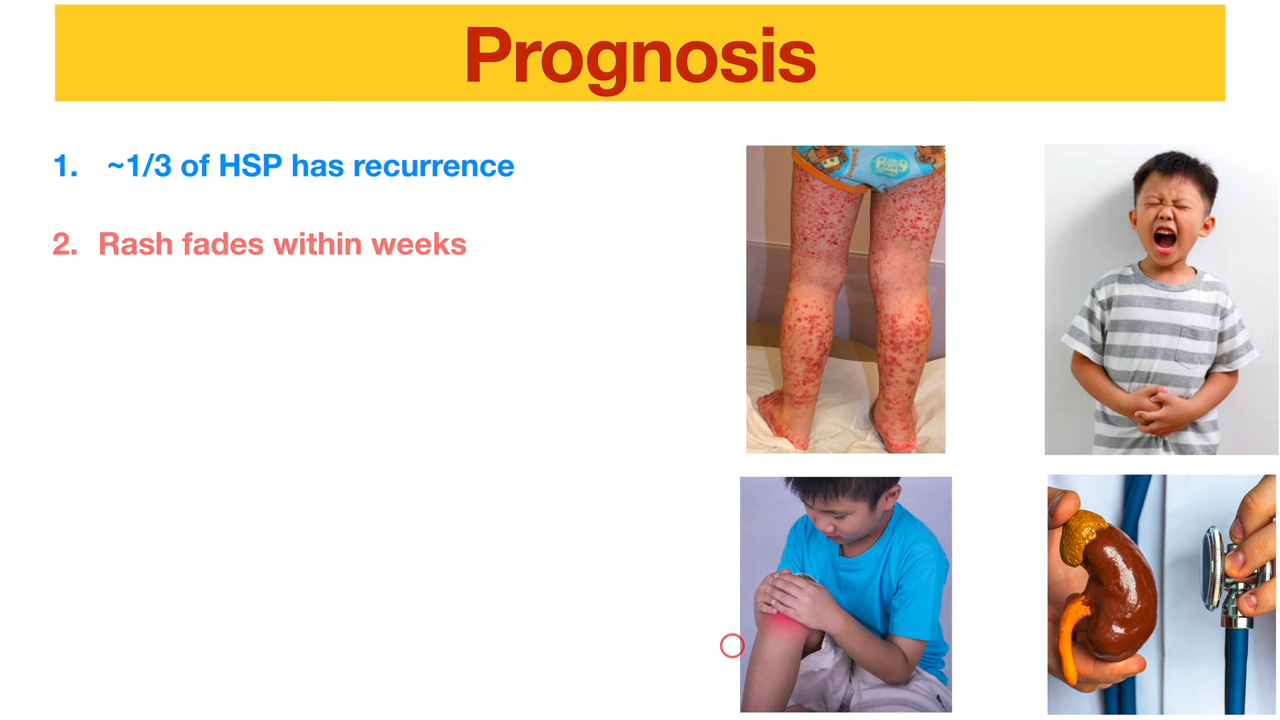 Prognosis
1. ~1/3 of HSP has recurrence
2. Rash fades within weeks